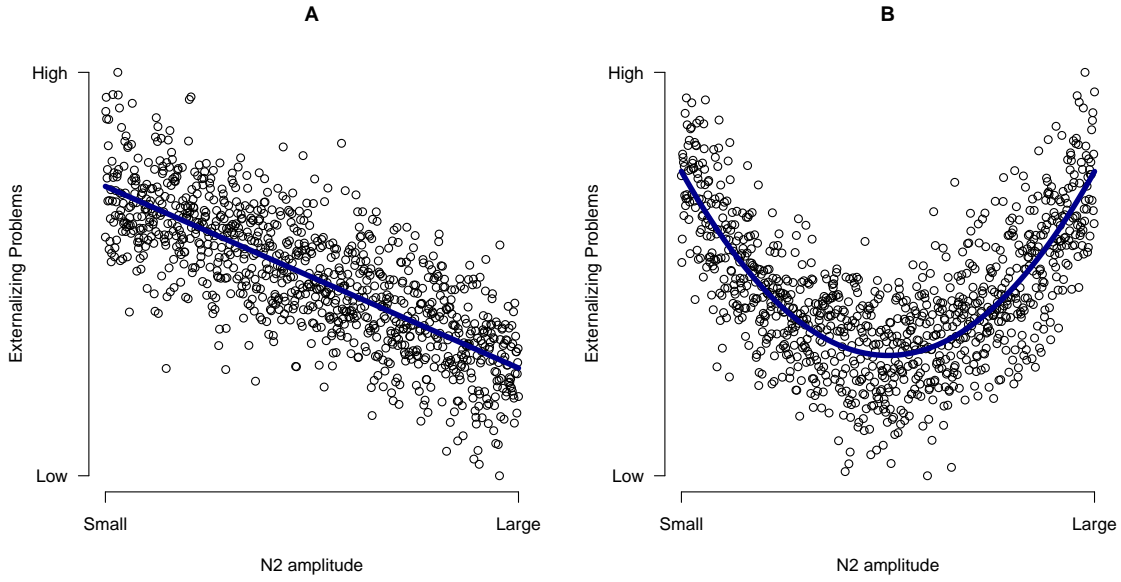 A
High
Externalizing Problems
Low
Small
Large
N2 amplitude
B
High
Externalizing Problems
Low
Small
Large
N2 amplitude